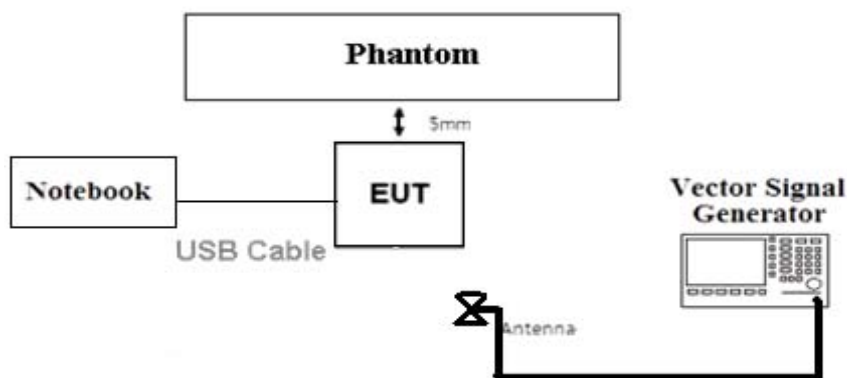 Phantom
5mm
Notebook
EUT
USB Cable
Vector Signal
Generator
Antenna